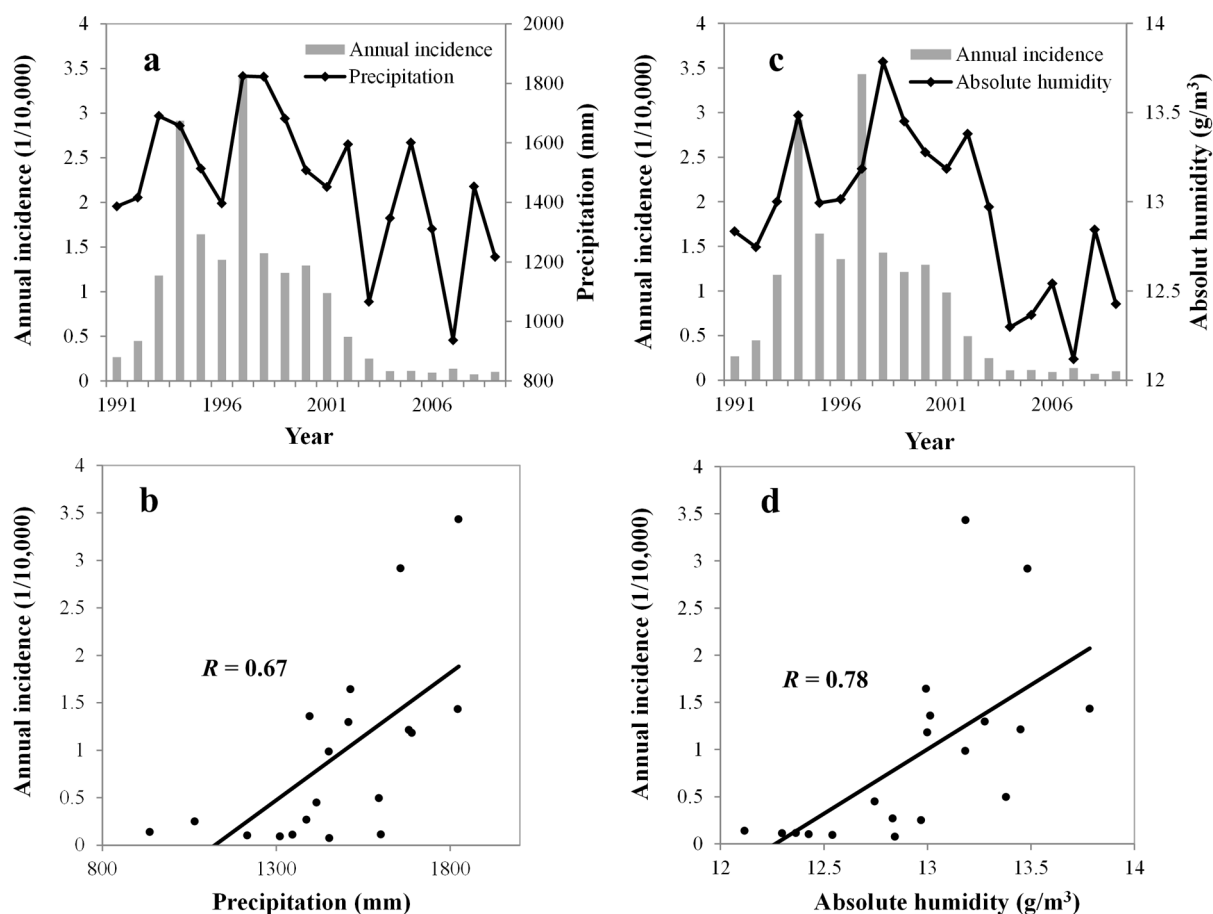 a
Annual incidence
Precipitation
Annual incidence (1/10,000)
4
3.5
3
2.5
2
1.5
1
0.5
0
2000
1800
1600
1400
1200
1000
800
Precipitation (mm)
1991 1996 2001 2006
Year
c
Annual incidence
Absolute humidity
Annual incidence (1/10,000)
4
3.5
3
2.5
2
1.5
1
0.5
0
14
13.5
13
12.5
12
Absolut humidity (g/m³)
1991 1996 2001 2006
Year
b
Annual incidence (1/10,000)
4
3.5
3
2.5
2
1.5
1
0.5
0
R = 0.67
800 1300 1800
Precipitation (mm)
d
Annual incidence (1/10,000)
4
3.5
3
2.5
2
1.5
1
0.5
0
R = 0.78
12 12.5 13 13.5 14
Absolute humidity (g/m³)